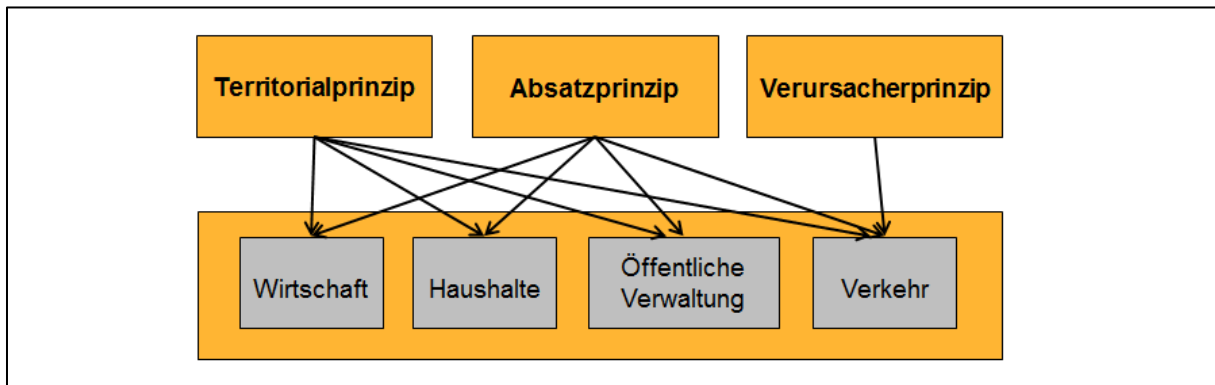 Territorialprinzip
Absatzprinzip
Verursacherprinzip
Wirtschaft
Haushalte
Öffentliche
Verwaltung
Verkehr